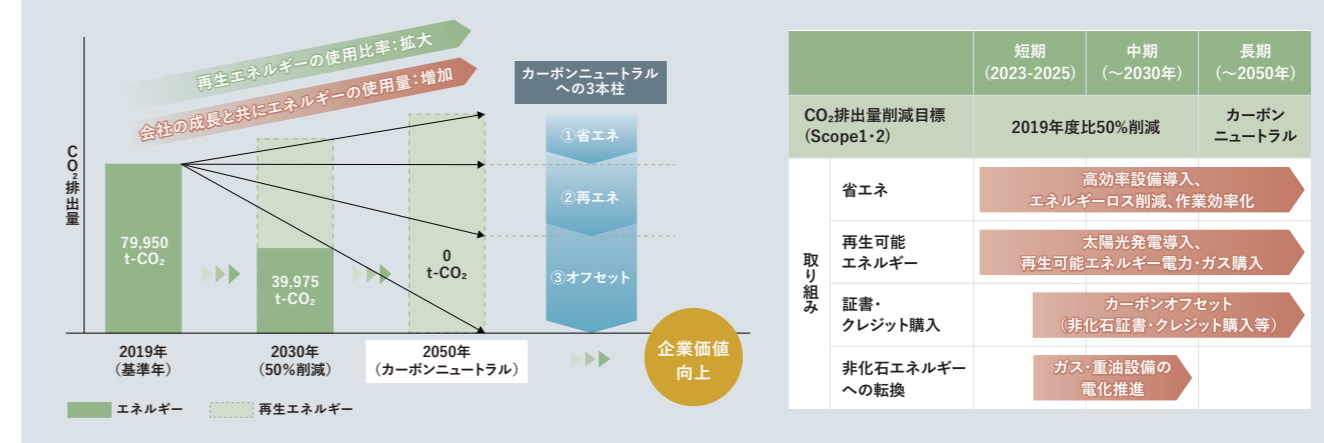 再生エネルギーの使用比率:拡大
会社の成長と共にエネルギーの使用量:増加
カーボンニュートラル
への3本柱
CO₂排出量
①省エネ
②再エネ
③オフセット
79,950
t-CO₂
39,975
t-CO₂
0
t-CO₂
2019年
(基準年)
2030年
(50%削減)
2050年
(カーボンニュートラル)
企業価値
向上
エネルギー
再生エネルギー
短期
(2023-2025)
中期
(～2030年)
長期
(～2050年)
CO₂排出量削減目標
(Scope1・2)
2019年度比50%削減
カーボン
ニュートラル
取り組み
省エネ
高効率設備導入、
エネルギーロス削減、作業効率化
再生可能
エネルギー
太陽光発電導入、
再生可能エネルギー電力・ガス購入
証書・
クレジット購入
カーボンオフセット
(非化石証書・クレジット購入等)
非化石エネルギー
への転換
ガス・重油設備の
電化推進